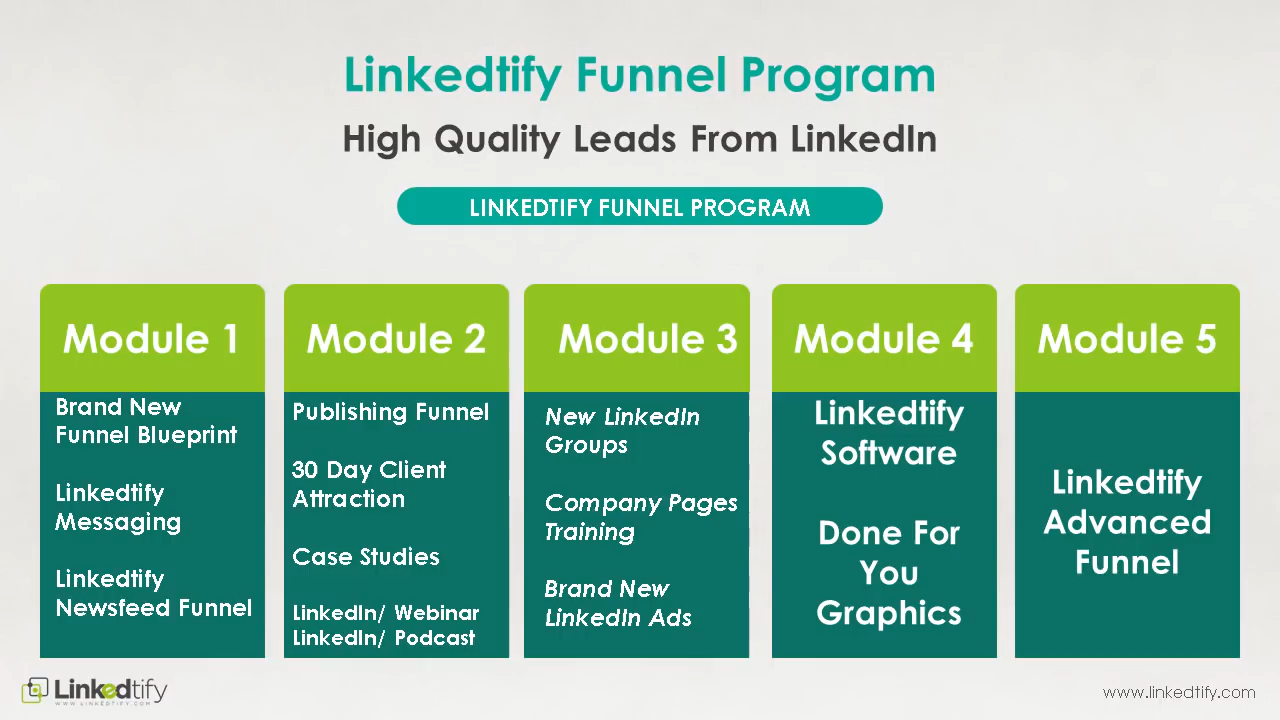 Linkedtify Funnel Program
High Quality Leads From LinkedIn
LINKEDTIFY FUNNEL PROGRAM
Module 1
Brand New
Funnel Blueprint
Linkedtify
Messaging
Linkedtify
Newsfeed Funnel
Module 2
Publishing Funnel
30 Day Client
Attraction
Case Studies
LinkedIn/ Webinar
LinkedIn/ Podcast
Module 3
New LinkedIn
Groups
Company Pages
Training
Brand New
LinkedIn Ads
Module 4
Linkedtify
Software
Done For
You
Graphics
Module 5
Linkedtify
Advanced
Funnel
Linkedtify
WWW.LINKEDTIFY.COM
www.linkedtify.com